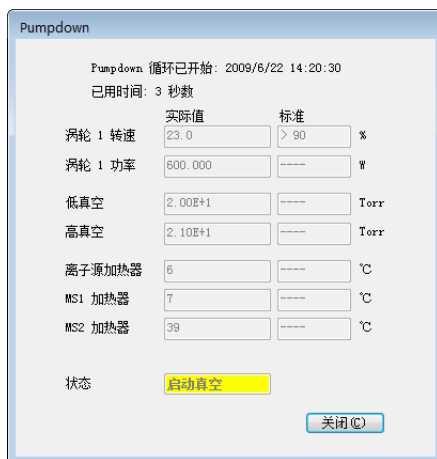 Pumpdown
Pumpdown 循环已开始: 2009/6/22 14:20:30
已用时间: 3 秒数
实际值 标准
涡轮 1 转速 23.0 > 90 %
涡轮 1 功率 600.000 ---- W
低真空 2.00E+1 ---- Torr
高真空 2.10E+1 ---- Torr
离子源加热器 6 ---- ℃
MS1 加热器 7 ---- ℃
MS2 加热器 39 ---- ℃
状态 启动真空
关闭(C)